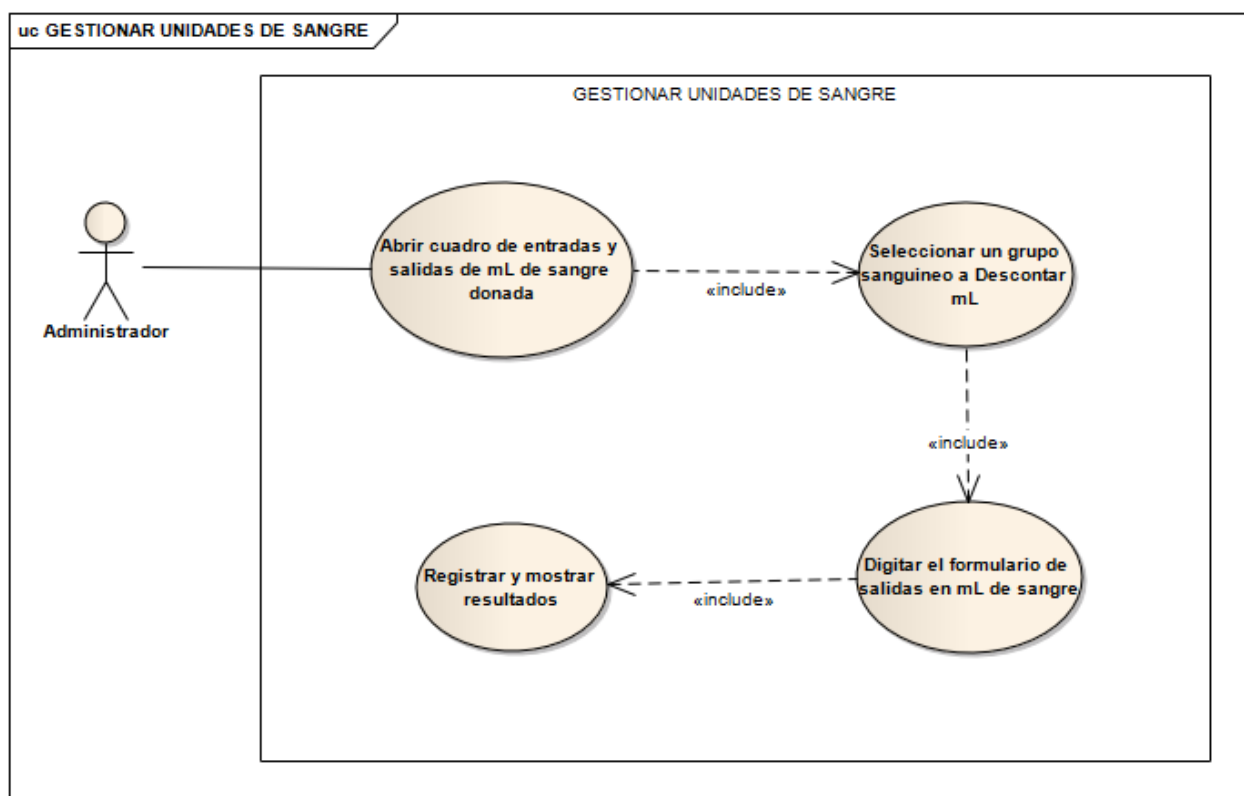 uc GESTIONAR UNIDADES DE SANGRE
GESTIONAR UNIDADES DE SANGRE
Abrir cuadro de entradas y
salidas de mL de sangre
donada
«include»
Seleccionar un grupo
sanguineo a Descontar
mL
Administrador
«include»
Digitar el formulario de
salidas en mL de sangre
«include»
Registrar y mostrar
resultados